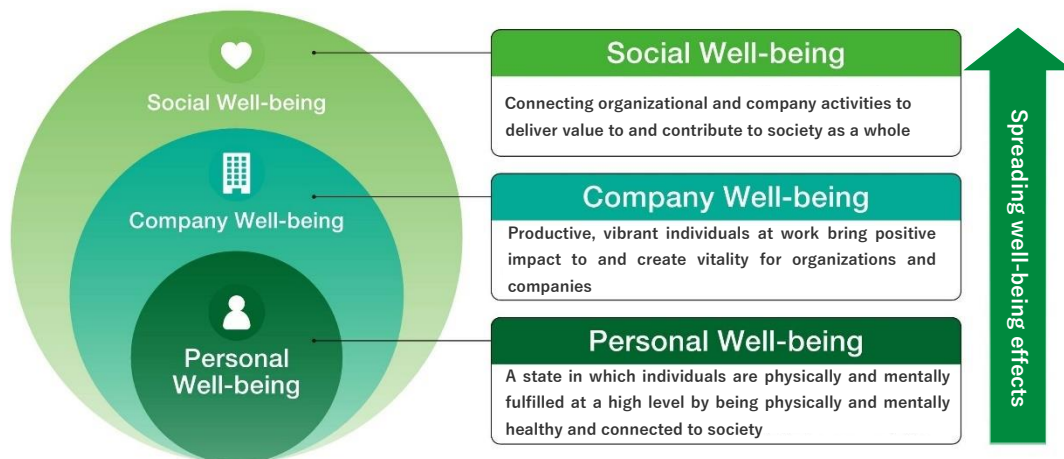 Social Well-being
Company Well-being
Personal
Well-being
Social Well-being
Connecting organizational and company activities to
deliver value to and contribute to society as a whole
Company Well-being
Productive, vibrant individuals at work bring positive
impact to and create vitality for organizations and
companies
Personal Well-being
A state in which individuals are physically and mentally
fulfilled at a high level by being physically and mentally
healthy and connected to society
Spreading well-being effects